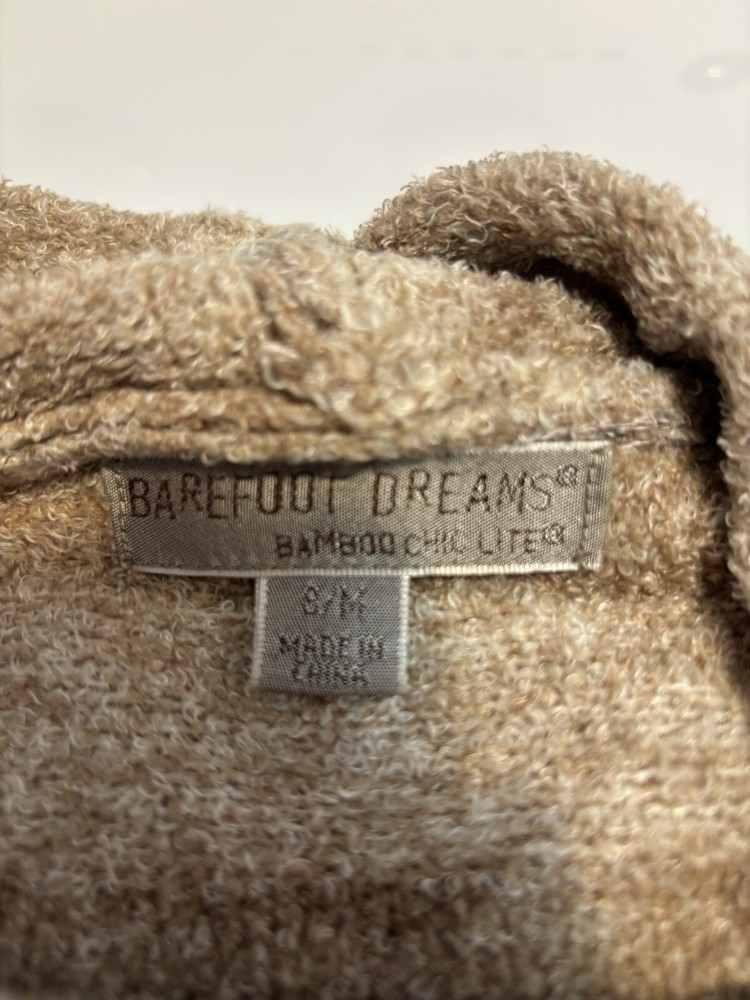 BAREFOOT DREAMS®
BAMBOO CHIC LITE®
S/M
MADE IN
CHINA